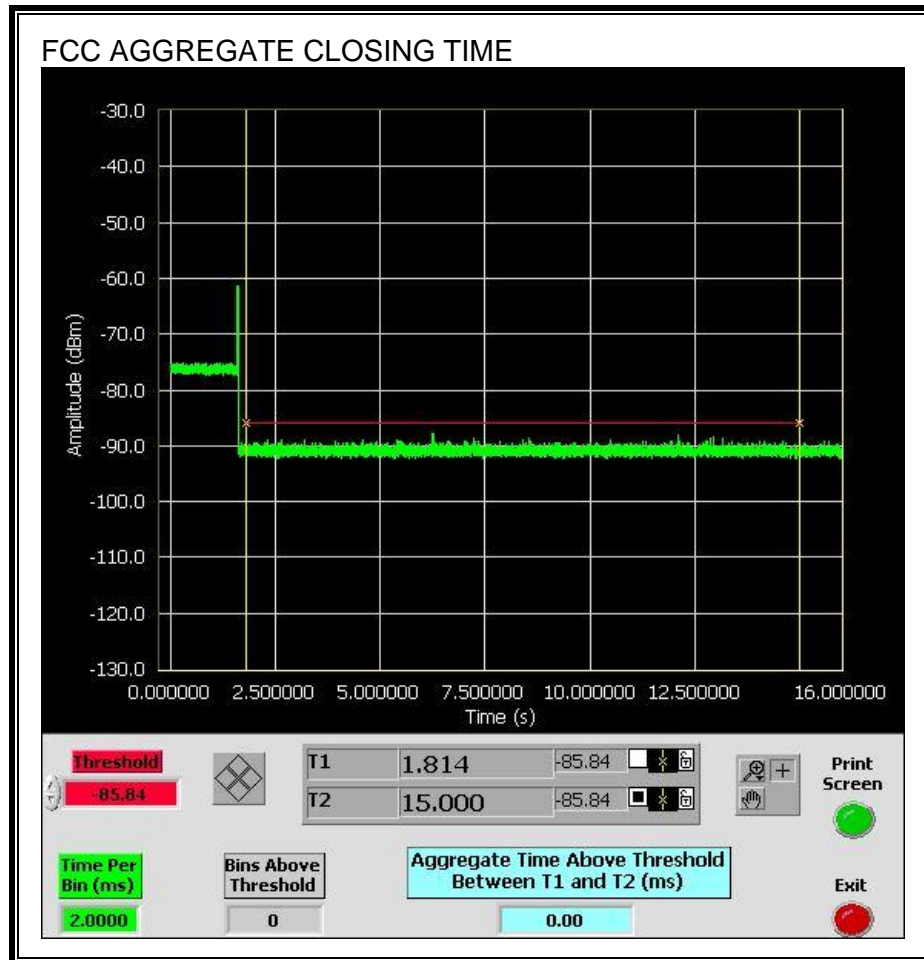 FCC AGGREGATE CLOSING TIME
-30.0
-40.0
-50.0
-60.0
-70.0
-80.0
-90.0
-100.0
-110.0
-120.0
-130.0
Amplitude (dBm)
0.000000 2.500000 5.000000 7.500000 10.000000 12.500000 16.000000
Time (s)
Threshold
-85.84
T1 1.814 -85.84
T2 15.000 -85.84
Print
Screen
Time Per
Bin (ms)
2.0000
Bins Above
Threshold
0
Aggregate Time Above Threshold
Between T1 and T2 (ms)
0.00
Exit